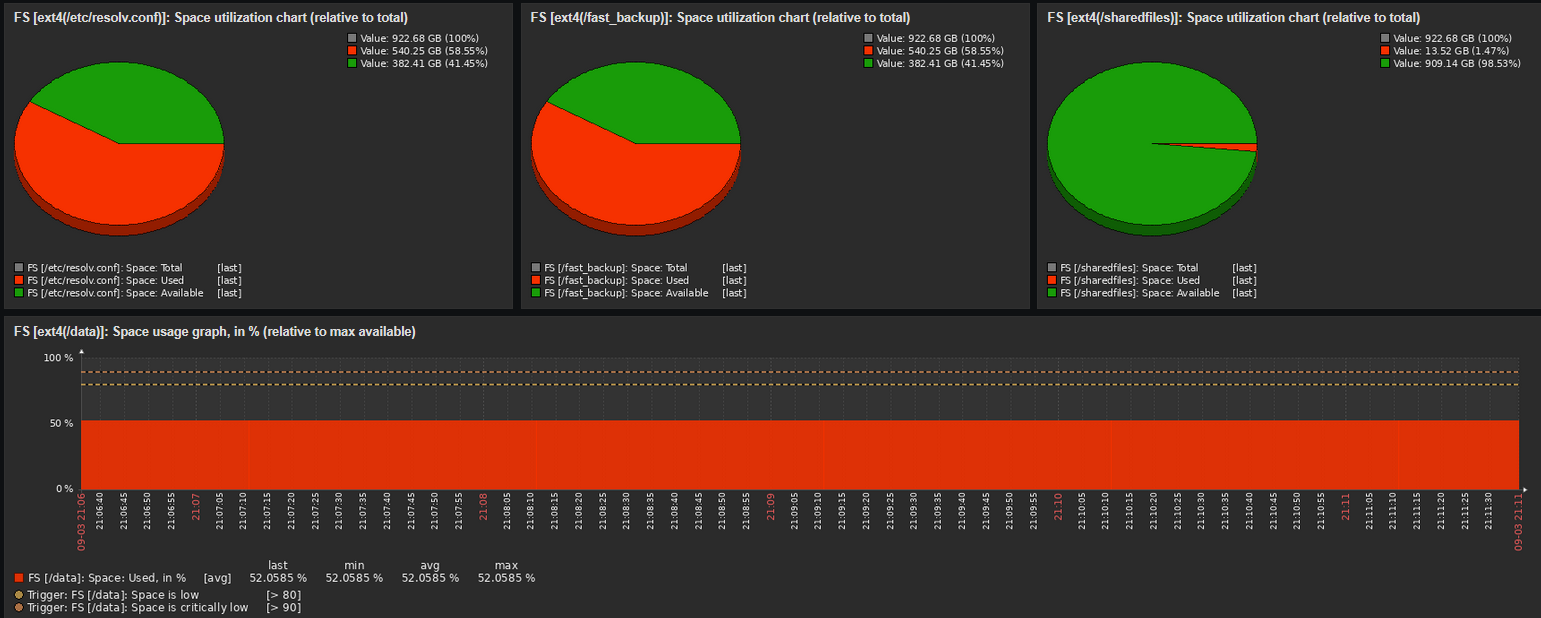 FS [ext4(/etc/resolv.conf)]: Space utilization chart (relative to total)
Value: 922.68 GB (100%)
Value: 540.25 GB (58.55%)
Value: 382.41 GB (41.45%)
FS [/etc/resolv.conf]: Space: Total [last]
FS [/etc/resolv.conf]: Space: Used [last]
FS [/etc/resolv.conf]: Space: Available [last]
FS [ext4(/fast_backup)]: Space utilization chart (relative to total)
Value: 922.68 GB (100%)
Value: 540.25 GB (58.55%)
Value: 382.41 GB (41.45%)
FS [/fast_backup]: Space: Total [last]
FS [/fast_backup]: Space: Used [last]
FS [/fast_backup]: Space: Available [last]
FS [ext4(/sharedfiles)]: Space utilization chart (relative to total)
Value: 922.68 GB (100%)
Value: 13.52 GB (1.47%)
Value: 909.14 GB (98.53%)
FS [/sharedfiles]: Space: Total [last]
FS [/sharedfiles]: Space: Used [last]
FS [/sharedfiles]: Space: Available [last]
FS [ext4(/data)]: Space usage graph, in % (relative to max available)
100 %
50 %
0 %
09-03 21:06
21:06:40
21:06:45
21:06:50
21:06:55
21:07
21:07:05
21:07:10
21:07:15
21:07:20
21:07:25
21:07:30
21:07:35
21:07:40
21:07:45
21:07:50
21:07:55
21:08
21:08:05
21:08:10
21:08:15
21:08:20
21:08:25
21:08:30
21:08:35
21:08:40
21:08:45
21:08:50
21:08:55
21:09
21:09:05
21:09:10
21:09:15
21:09:20
21:09:25
21:09:30
21:09:35
21:09:40
21:09:45
21:09:50
21:09:55
21:10
21:10:05
21:10:10
21:10:15
21:10:20
21:10:25
21:10:30
21:10:35
21:10:40
21:10:45
21:10:50
21:10:55
21:11
21:11:05
21:11:10
21:11:15
21:11:20
21:11:25
21:11:30
09-03 21:11
last min avg max
FS [/data]: Space: Used, in % [avg] 52.0585 % 52.0585 % 52.0585 % 52.0585 %
Trigger: FS [/data]: Space is low [> 80]
Trigger: FS [/data]: Space is critically low [> 90]